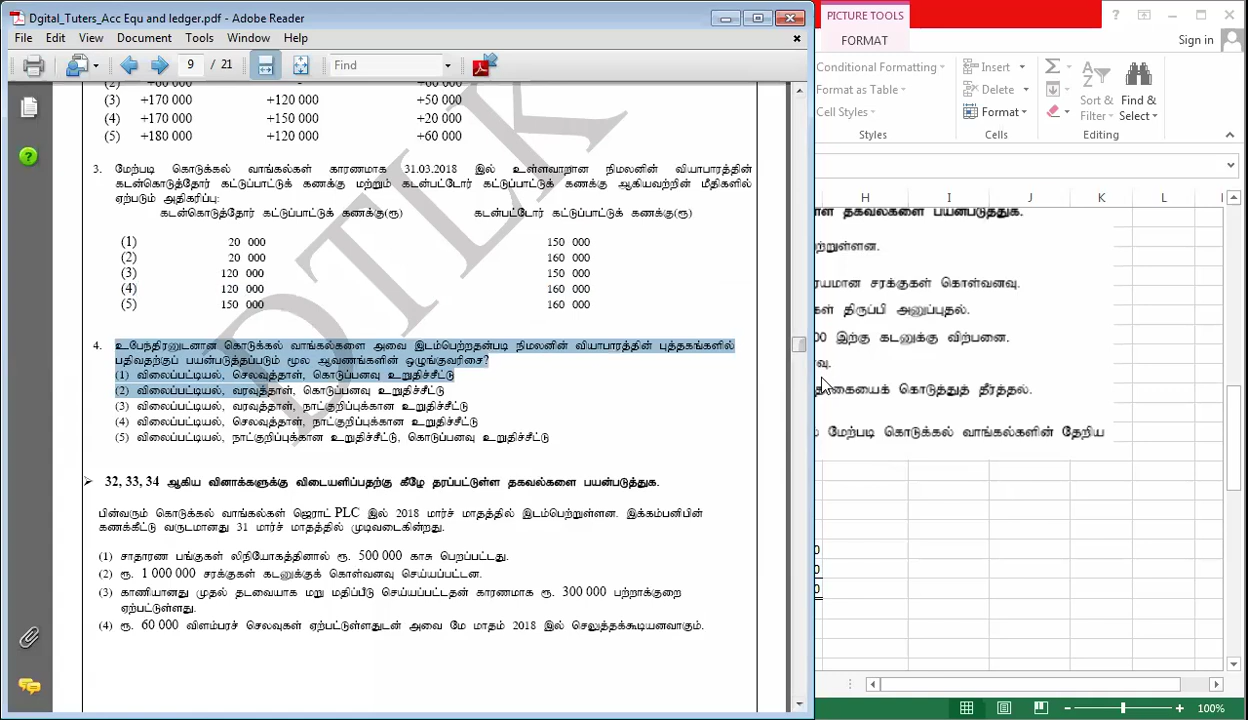 Dgital_Tuters_Acc Equ and ledger.pdf - Adobe Reader
File Edit View Document Tools Window Help
9 / 21 Find
(2) +60 000 - +60 000
(3) +170 000 +120 000 +50 000
(4) +170 000 +150 000 +20 000
(5) +180 000 +120 000 +60 000
3. மேற்படி கொடுக்கல் வாங்கல்கள் காரணமாக 31.03.2018 இல் உள்ளவாறான நிமலனின் வியாபாரத்தின்
கடன்கொடுத்தோர் கட்டுப்பாட்டுக் கணக்கு மற்றும் கடன்பட்டோர் கட்டுப்பாட்டுக் கணக்கு ஆகியவற்றின் மீதிகளில்
ஏற்படும் அதிகரிப்பு:
கடன்கொடுத்தோர் கட்டுப்பாட்டுக் கணக்கு(ரூ) கடன்பட்டோர் கட்டுப்பாட்டுக் கணக்கு(ரூ)
(1) 20 000 150 000
(2) 20 000 160 000
(3) 120 000 150 000
(4) 120 000 160 000
(5) 150 000 160 000
4. உபேந்திரனுடனான கொடுக்கல் வாங்கல்களை அவை இடம்பெற்றதன்படி நிமலனின் வியாபாரத்தின் புத்தகங்களில்
பதிவதற்குப் பயன்படுத்தப்படும் மூல ஆவணங்களின் ஒழுங்குவரிசை?
(1) விலைப்பட்டியல், செலவுத்தாள், கொடுப்பனவு உறுதிச்சீட்டு
(2) விலைப்பட்டியல், வரவுத்தாள், கொடுப்பனவு உறுதிச்சீட்டு
(3) விலைப்பட்டியல், வரவுத்தாள், நாட்குறிப்புக்கான உறுதிச்சீட்டு
(4) விலைப்பட்டியல், செலவுத்தாள், நாட்குறிப்புக்கான உறுதிச்சீட்டு
(5) விலைப்பட்டியல், நாட்குறிப்புக்கான உறுதிச்சீட்டு, கொடுப்பனவு உறுதிச்சீட்டு
➢ 32, 33, 34 ஆகிய வினாக்களுக்கு விடையளிப்பதற்கு கீழே தரப்பட்டுள்ள தகவல்களை பயன்படுத்துக.
பின்வரும் கொடுக்கல் வாங்கல்கள் ஜெராட் PLC இல் 2018 மார்ச் மாதத்தில் இடம்பெற்றுள்ளன. இக்கம்பனியின்
கணக்கீட்டு வருடமானது 31 மார்ச் மாதத்தில் முடிவடைகின்றது.
(1) சாதாரண பங்குகள் வினியோகத்தினால் ரூ. 500 000 காசு பெறப்பட்டது.
(2) ரூ. 1 000 000 சரக்குகள் கடனுக்குக் கொள்வனவு செய்யப்பட்டன.
(3) காணியானது முதல் தடவையாக மறு மதிப்பீடு செய்யப்பட்டதன் காரணமாக ரூ. 300 000 பற்றாக்குறை
ஏற்பட்டுள்ளது.
(4) ரூ. 60 000 விளம்பரச் செலவுகள் ஏற்பட்டுள்ளதுடன் அவை மே மாதம் 2018 இல் செலுத்தக்கூடியனவாகும்.
DTLK
PICTURE TOOLS
FORMAT
Sign in
Conditional Formatting
Format as Table
Cell Styles
Styles
Insert
Delete
Format
Cells
Sort &
Filter
Find &
Select
Editing
H I J K L
ள தகவல்களை பயன்படுத்துக.
ற்றுள்ளன.
ரயமான சரக்குகள் கொள்வனவு.
கள் திருப்பி அனுப்புதல்.
00 இற்கு கடனுக்கு விற்பனை.
வு.
கையைக் கொடுத்துத் தீர்த்தல்.
ல் மேற்படி கொடுக்கல் வாங்கல்களின் தேறிய
0
0
0
100%